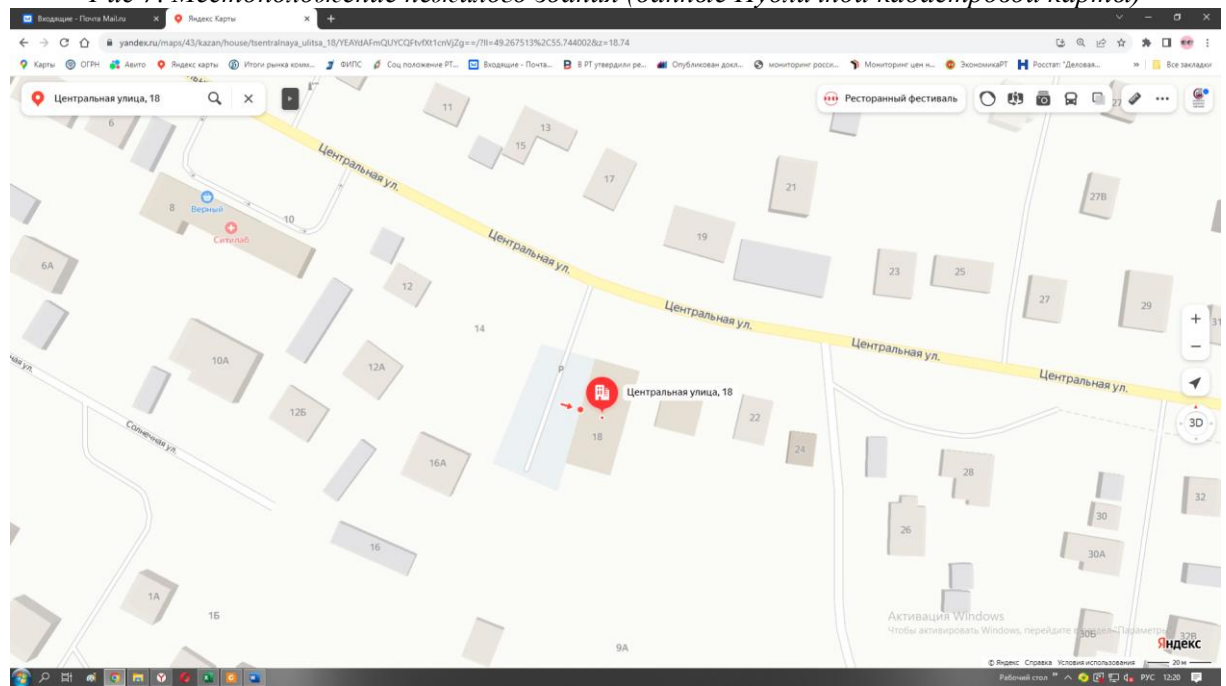 Рис 7. Местоположение нежилого здания (данные Публичной кадастровой карты)
Входящие - Почта Mail.ru
Яндекс Карты
yandex.ru/maps/43/kazan/house/tsentralnaya_ulitsa_18/YEAYdAFmQUYCQFtvfXt1cnVjZg==/?ll=49.267513%2C55.744002&z=18.74
Карты
ОГРН
Авито
Яндекс карты
Итоги рынка комм...
ФИПС
Соц положение РТ...
Входящие - Почта...
В РТ утвердили ре...
Опубликован докл...
мониторинг росси...
Мониторинг цен н...
ЭкономикаРТ
Росстат: "Деловая...
Все закладки
Центральная улица, 18
Ресторанный фестиваль
6
11
13
15
17
21
27
27В
Центральная ул.
8
Верный
Ситилаб
10
Центральная ул.
19
23
25
27
29
31
6А
12
14
Центральная ул.
Центральная ул.
Центральная ул.
10А
12А
12Б
P
Центральная улица, 18
18
22
24
3D
Солнечная ул.
16А
28
26
30
32
30А
16
1А
1Б
9А
30Б
32В
Активация Windows
Чтобы активировать Windows, перейдите в раздел "Параметры
Яндекс
© Яндекс Справка Условия использования
20 м
Рабочий стол
РУС
12:20